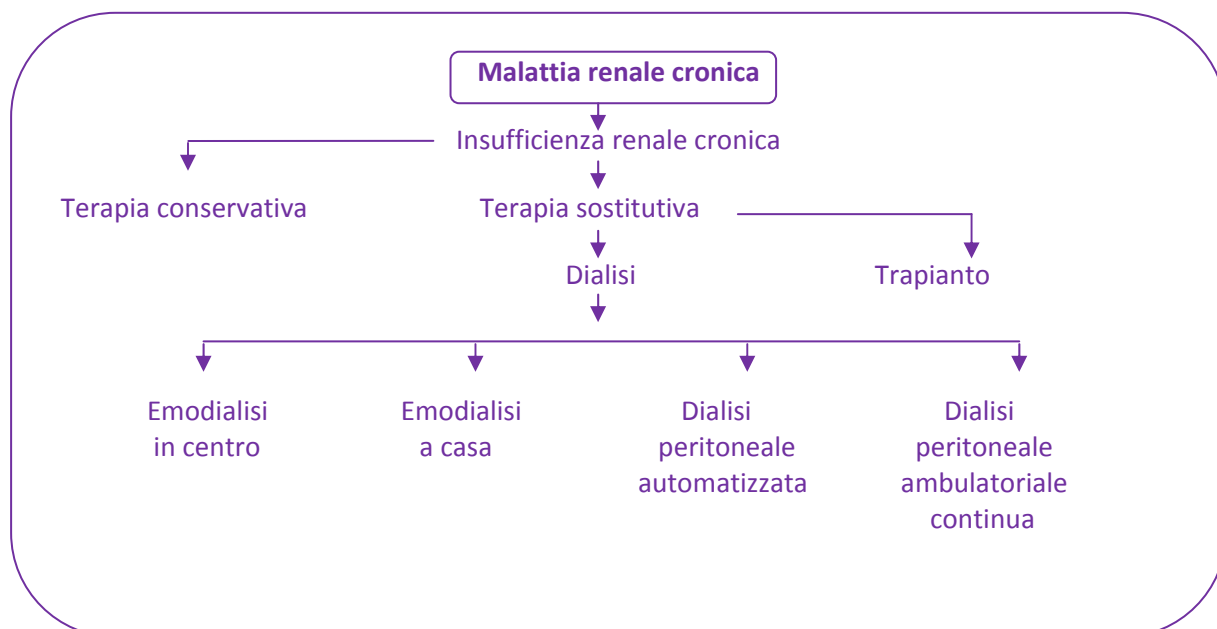 Malattia renale cronica
Insufficienza renale cronica
Terapia conservativa
Terapia sostitutiva
Dialisi
Trapianto
Emodialisi
in centro
Emodialisi
a casa
Dialisi
peritoneale
automatizzata
Dialisi
peritoneale
ambulatoriale
continua